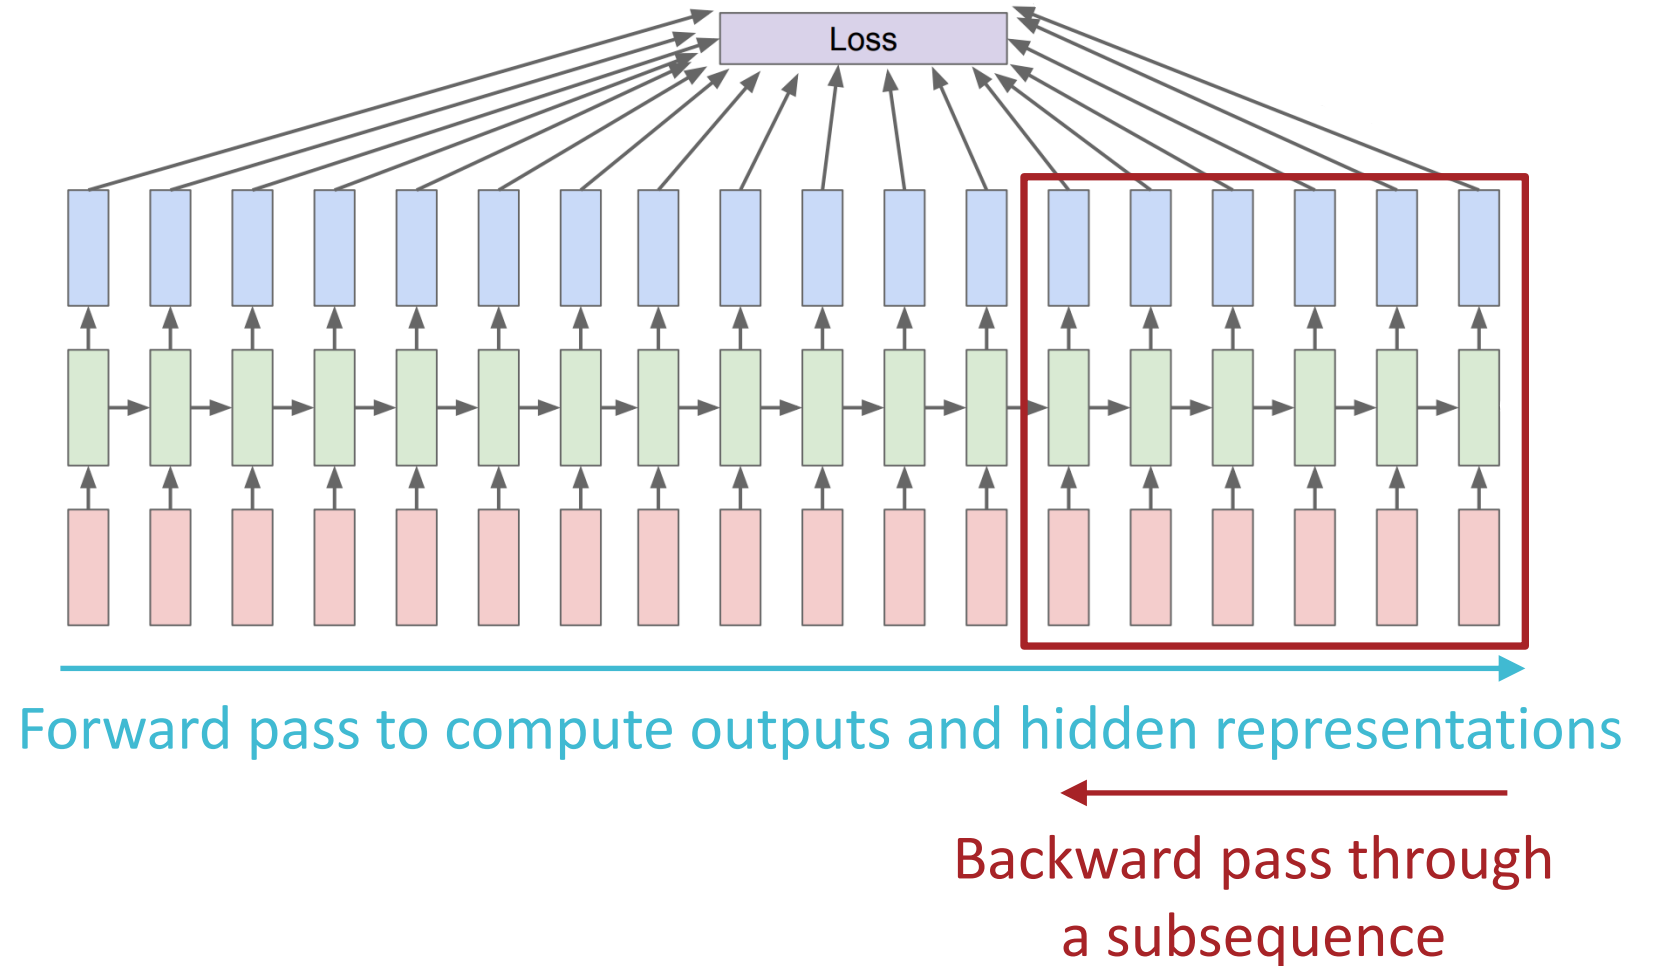 Loss
Forward pass to compute outputs and hidden representations
Backward pass through
a subsequence